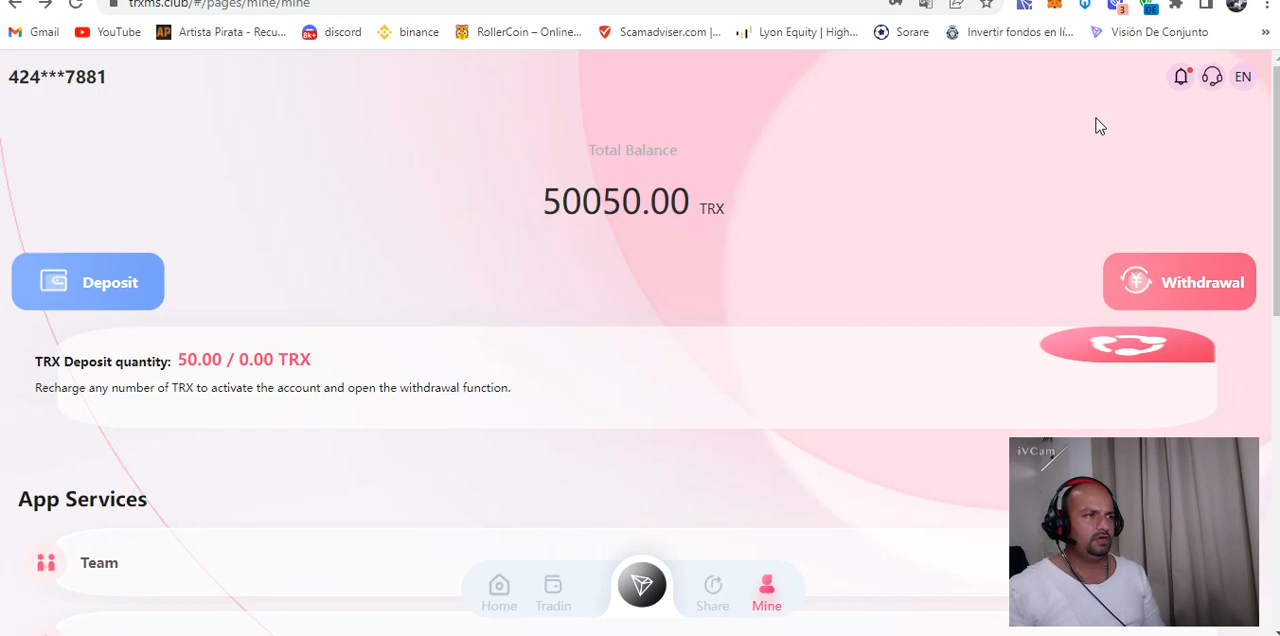 trxms.club/#/pages/mine/mine
Gmail YouTube Artista Pirata - Recu... discord binance RollerCoin – Online... Scamadviser.com |... Lyon Equity | High... Sorare Invertir fondos en lí... Visión De Conjunto »
424***7881
EN
Total Balance
50050.00 TRX
Deposit
Withdrawal
TRX Deposit quantity: 50.00 / 0.00 TRX
Recharge any number of TRX to activate the account and open the withdrawal function.
iVCam
App Services
Team
Home Tradin Share Mine